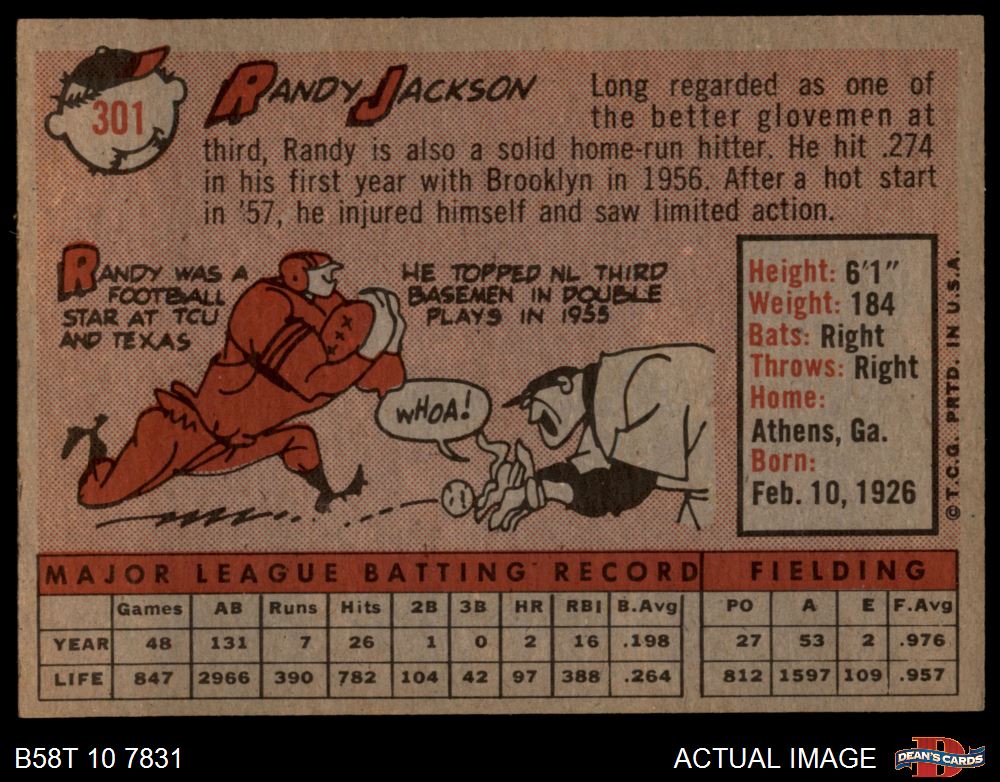 301
RANDY JACKSON
Long regarded as one of
the better glovemen at
third, Randy is also a solid home-run hitter. He hit .274
in his first year with Brooklyn in 1956. After a hot start
in '57, he injured himself and saw limited action.
RANDY WAS A
FOOTBALL
STAR AT TCU
AND TEXAS
HE TOPPED NL THIRD
BASEMEN IN DOUBLE
PLAYS IN 1955
WHOA!
Height: 6'1"
Weight: 184
Bats: Right
Throws: Right
Home:
Athens, Ga.
Born:
Feb. 10, 1926
© T.C.G. PRTD. IN U.S.A.
MAJOR LEAGUE BATTING RECORD FIELDING
Games AB Runs Hits 2B 3B HR RBI B.Avg PO A E F.Avg
YEAR 48 131 7 26 1 0 2 16 .198 27 53 2 .976
LIFE 847 2966 390 782 104 42 97 388 .264 812 1597 109 .957
B58T 10 7831
ACTUAL IMAGE
D
DEAN'S CARDS